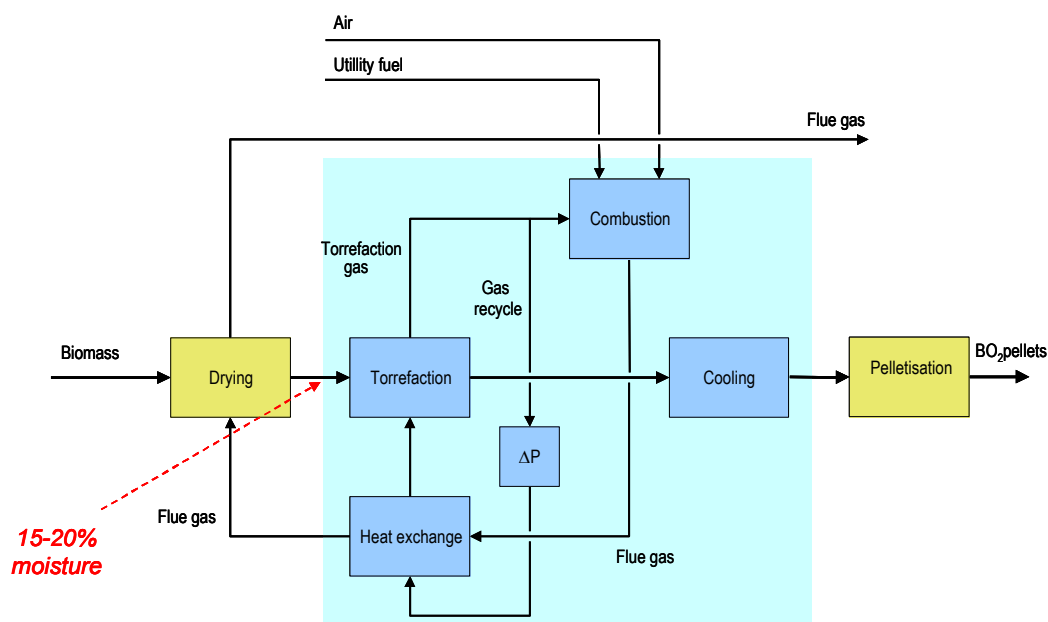 Air
Utillity fuel
Flue gas
Combustion
Torrefaction
gas
Gas
recycle
Biomass
Drying
Torrefaction
Cooling
Pelletisation
BO₂pellets
ΔP
15-20%
moisture
Flue gas
Heat exchange
Flue gas